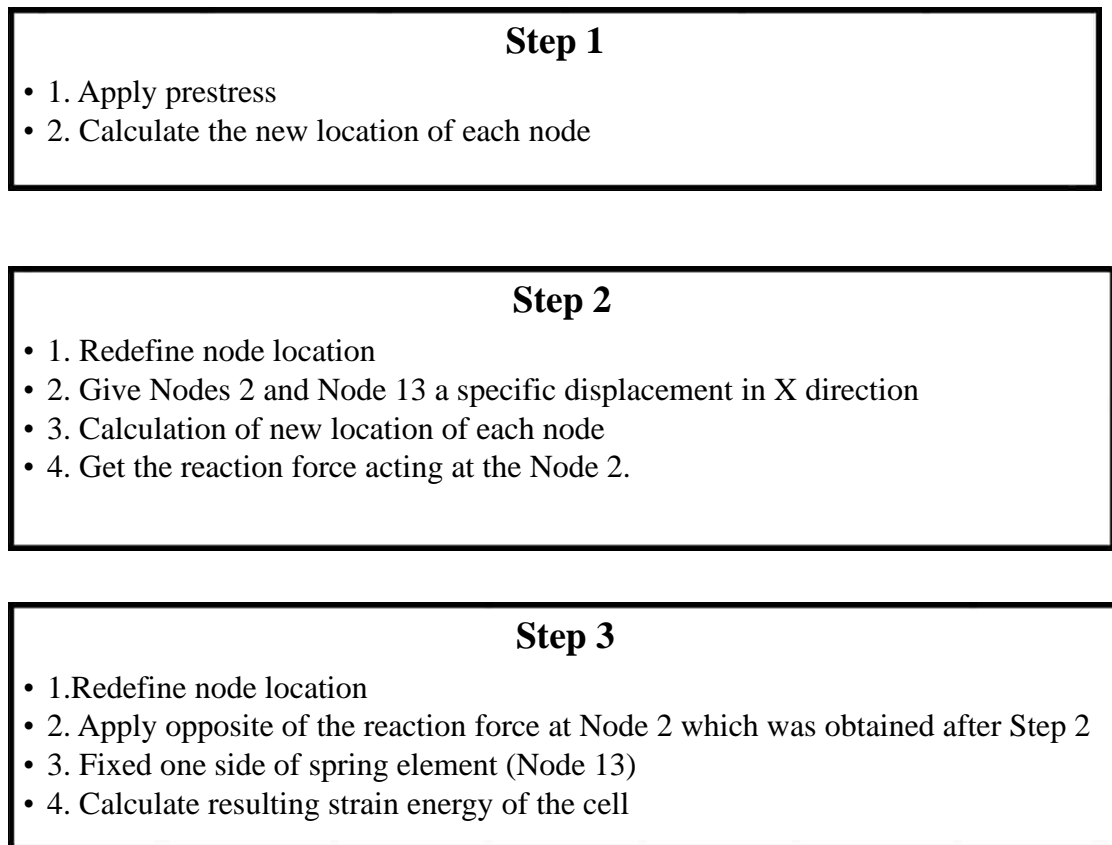 Step 1
• 1. Apply prestress
• 2. Calculate the new location of each node
Step 2
• 1. Redefine node location
• 2. Give Nodes 2 and Node 13 a specific displacement in X direction
• 3. Calculation of new location of each node
• 4. Get the reaction force acting at the Node 2.
Step 3
• 1.Redefine node location
• 2. Apply opposite of the reaction force at Node 2 which was obtained after Step 2
• 3. Fixed one side of spring element (Node 13)
• 4. Calculate resulting strain energy of the cell